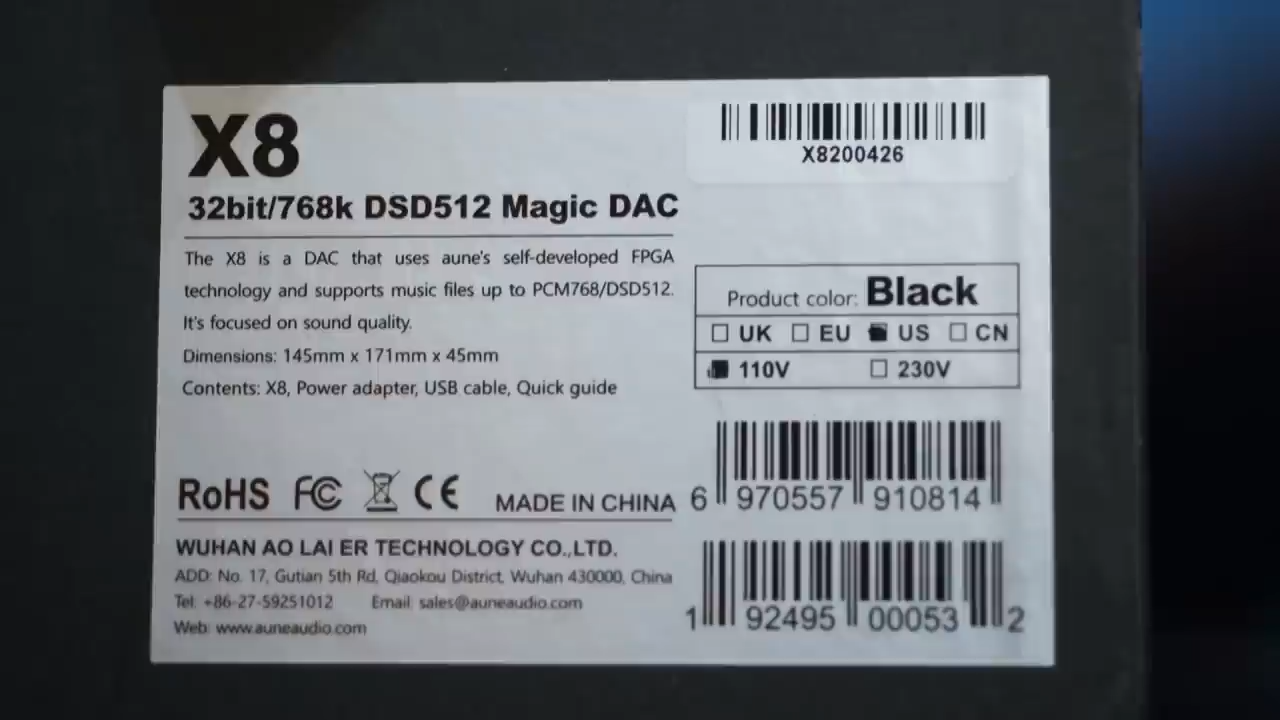 X8
32bit/768k DSD512 Magic DAC
The X8 is a DAC that uses aune's self-developed FPGA
technology and supports music files up to PCM768/DSD512.
It's focused on sound quality.
Dimensions: 145mm x 171mm x 45mm
Contents: X8, Power adapter, USB cable, Quick guide
RoHS FC CE MADE IN CHINA
WUHAN AO LAI ER TECHNOLOGY CO.,LTD.
ADD: No. 17, Gutian 5th Rd, Qiaokou District, Wuhan 430000, China
Tel: +86-27-59251012 Email: sales@auneaudio.com
Web: www.auneaudio.com
X8200426
Product color: Black
UK EU US CN
110V 230V
6 970557 910814
1 92495 00053 2